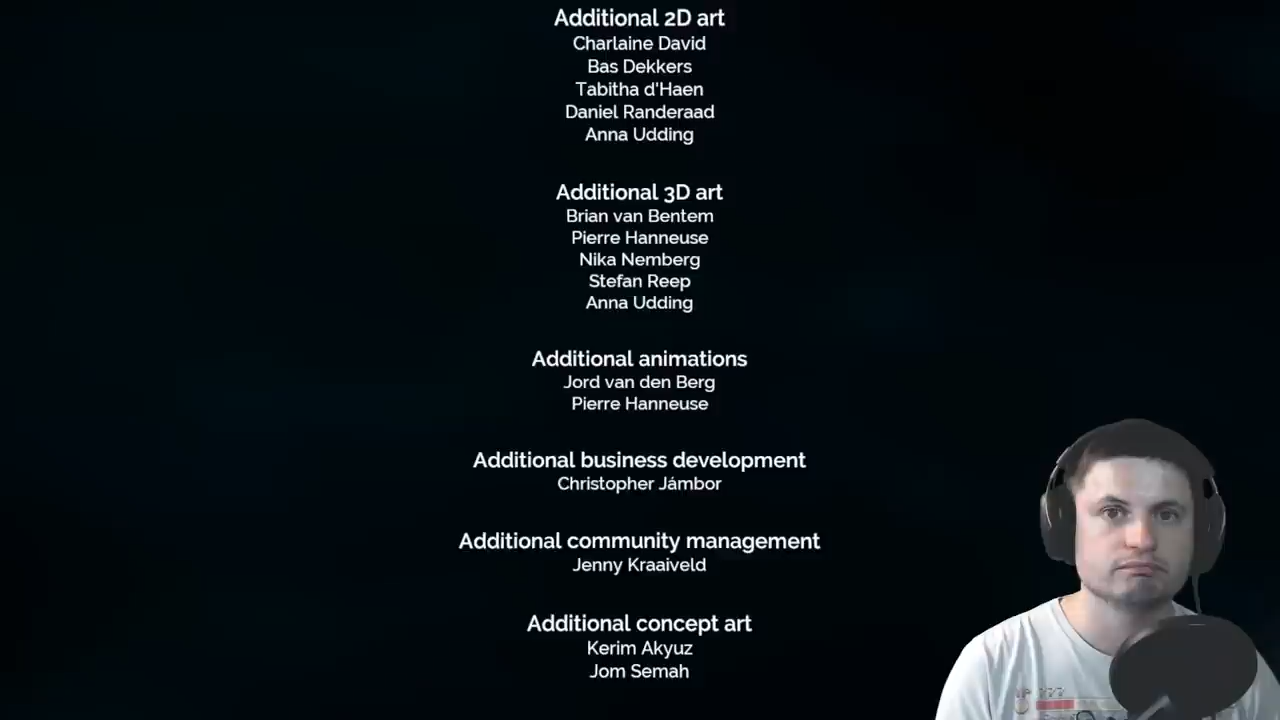 Additional 2D art
Charlaine David
Bas Dekkers
Tabitha d'Haen
Daniel Randeraad
Anna Udding
Additional 3D art
Brian van Bentem
Pierre Hanneuse
Nika Nemberg
Stefan Reep
Anna Udding
Additional animations
Jord van den Berg
Pierre Hanneuse
Additional business development
Christopher Jámbor
Additional community management
Jenny Kraaiveld
Additional concept art
Kerim Akyuz
Jom Semah